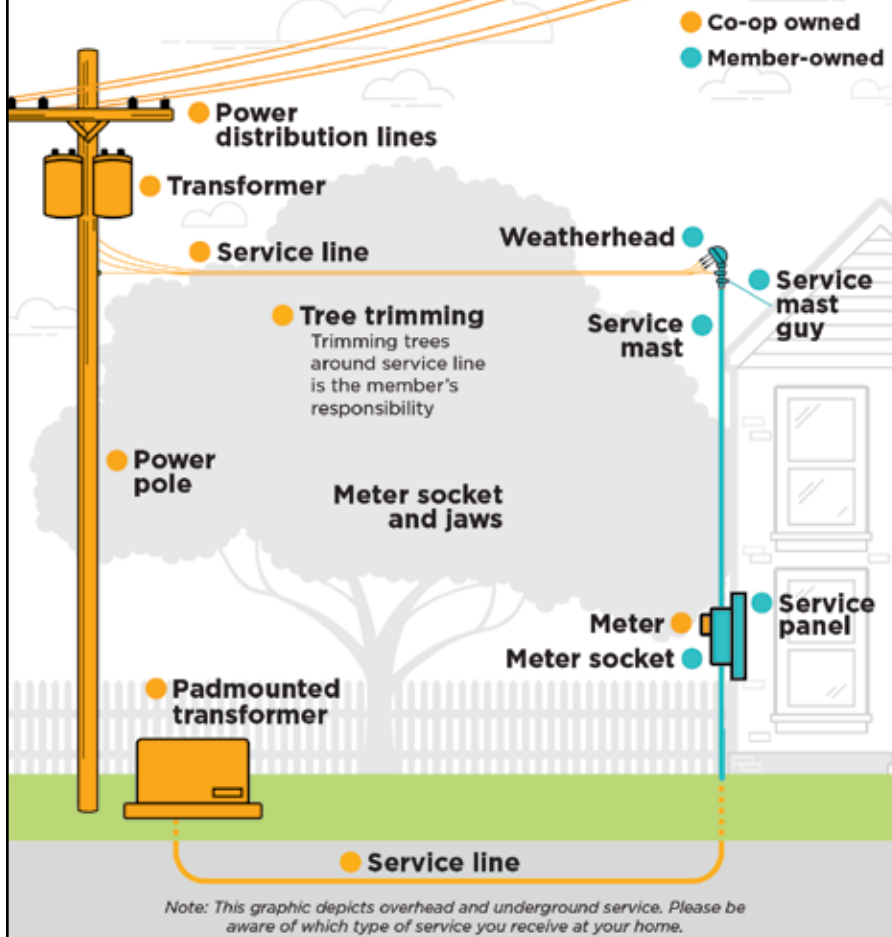 Co-op owned
Member-owned
Power
distribution lines
Transformer
Service line
Weatherhead
Service
mast
guy
Tree trimming
Trimming trees
around service line
is the member's
responsibility
Service
mast
Power
pole
Meter socket
and jaws
Meter
Service
panel
Meter socket
Padmounted
transformer
Service line
Note: This graphic depicts overhead and underground service. Please be
aware of which type of service you receive at your home.